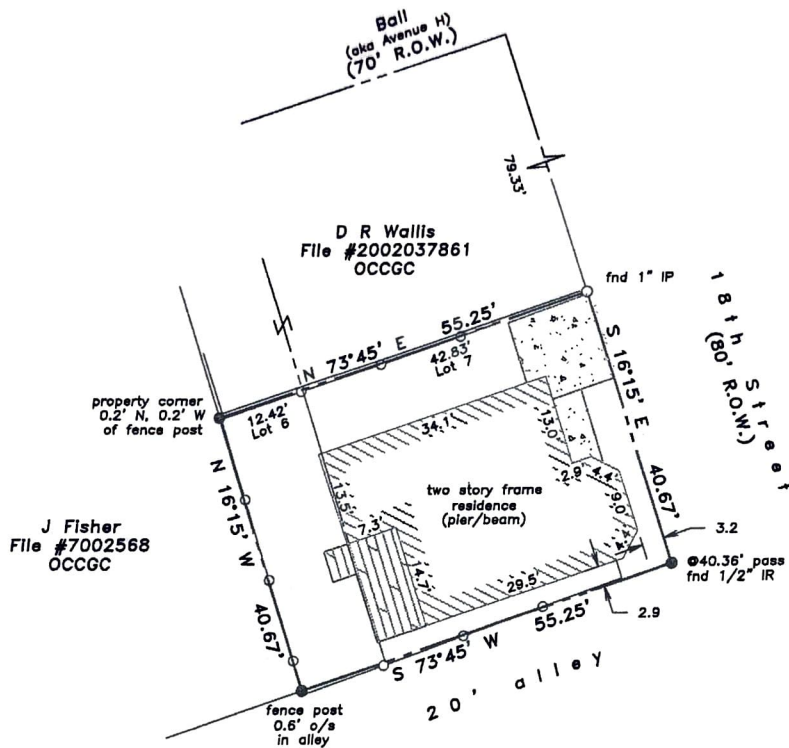 Ball
(aka Avenue H)
(70' R.O.W.)
79.33'
D R Wallis
File #2002037861
OCCGC
fnd 1" IP
18th Street
(80' R.O.W.)
N 73°45' E 55.25'
42.83'
Lot 7
12.42'
Lot 6
property corner
0.2' N, 0.2' W
of fence post
S 16°15' E 40.67'
34.1'
13.0'
2.9'
4.4'
9.0'
4.4'
13.5'
two story frame
residence
(pier/beam)
7.3'
14.7'
29.5'
N 16°15' W 40.67'
J Fisher
File #7002568
OCCGC
3.2
@40.36' pass
fnd 1/2" IR
2.9
S 73°45' W 55.25'
20' alley
fence post
0.6' o/s
in alley